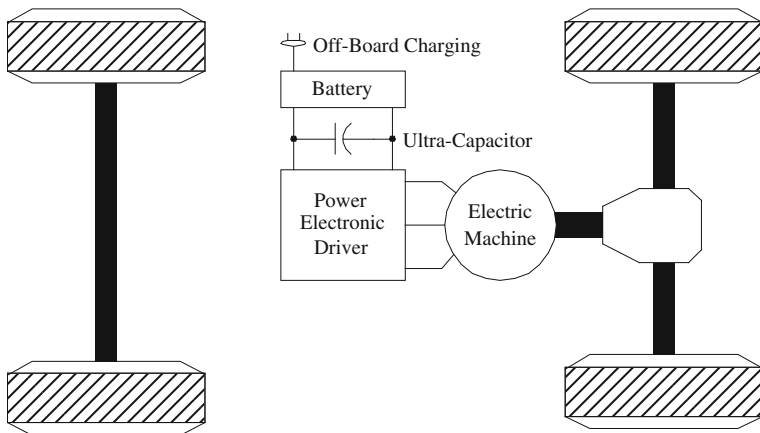 Off-Board Charging
Battery
Ultra-Capacitor
Power
Electronic
Driver
Electric
Machine